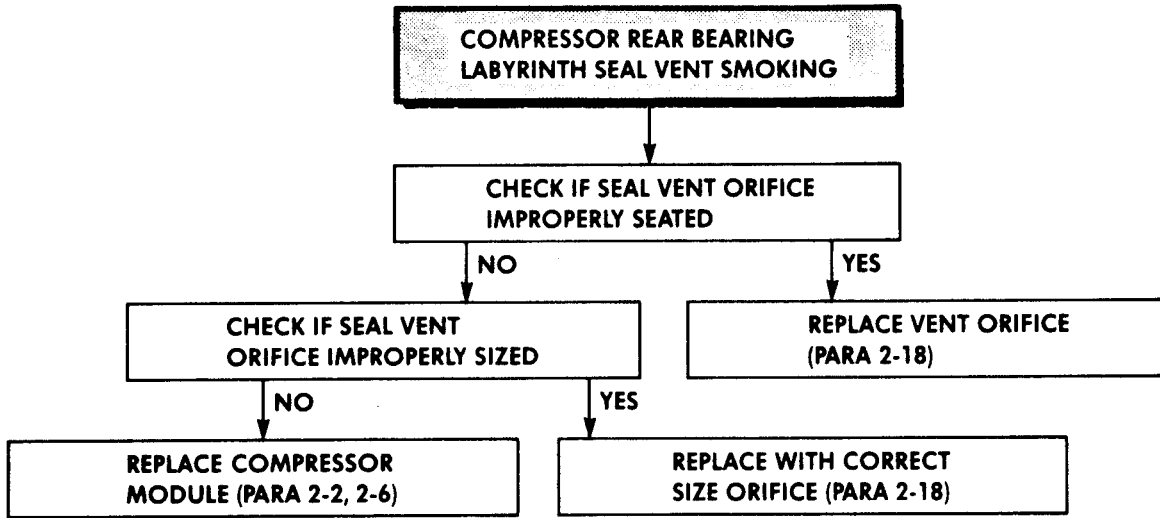 COMPRESSOR REAR BEARING
LABYRINTH SEAL VENT SMOKING
CHECK IF SEAL VENT ORIFICE
IMPROPERLY SEATED
NO
YES
CHECK IF SEAL VENT
ORIFICE IMPROPERLY SIZED
REPLACE VENT ORIFICE
(PARA 2-18)
NO
YES
REPLACE COMPRESSOR
MODULE (PARA 2-2, 2-6)
REPLACE WITH CORRECT
SIZE ORIFICE (PARA 2-18)